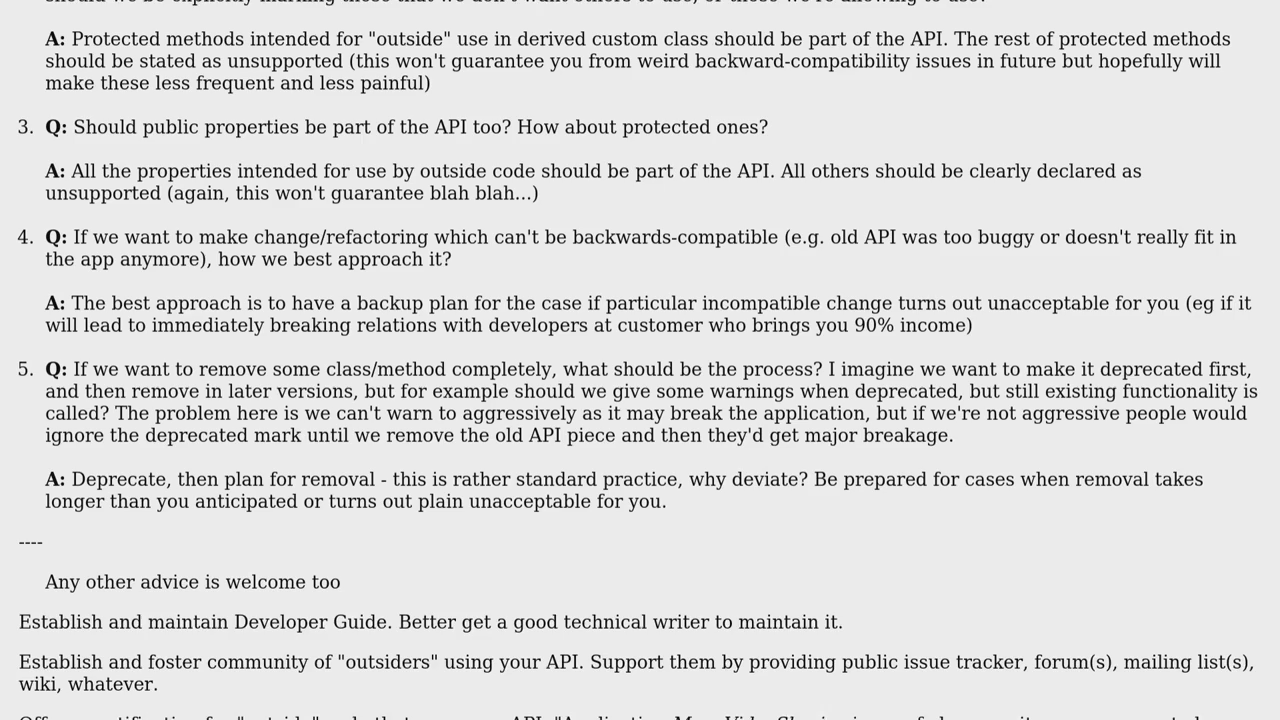 A: Protected methods intended for "outside" use in derived custom class should be part of the API. The rest of protected methods
should be stated as unsupported (this won't guarantee you from weird backward-compatibility issues in future but hopefully will
make these less frequent and less painful)
3. Q: Should public properties be part of the API too? How about protected ones?
A: All the properties intended for use by outside code should be part of the API. All others should be clearly declared as
unsupported (again, this won't guarantee blah blah...)
4. Q: If we want to make change/refactoring which can't be backwards-compatible (e.g. old API was too buggy or doesn't really fit in
the app anymore), how we best approach it?
A: The best approach is to have a backup plan for the case if particular incompatible change turns out unacceptable for you (eg if it
will lead to immediately breaking relations with developers at customer who brings you 90% income)
5. Q: If we want to remove some class/method completely, what should be the process? I imagine we want to make it deprecated first,
and then remove in later versions, but for example should we give some warnings when deprecated, but still existing functionality is
called? The problem here is we can't warn to aggressively as it may break the application, but if we're not aggressive people would
ignore the deprecated mark until we remove the old API piece and then they'd get major breakage.
A: Deprecate, then plan for removal - this is rather standard practice, why deviate? Be prepared for cases when removal takes
longer than you anticipated or turns out plain unacceptable for you.
----
Any other advice is welcome too
Establish and maintain Developer Guide. Better get a good technical writer to maintain it.
Establish and foster community of "outsiders" using your API. Support them by providing public issue tracker, forum(s), mailing list(s),
wiki, whatever.